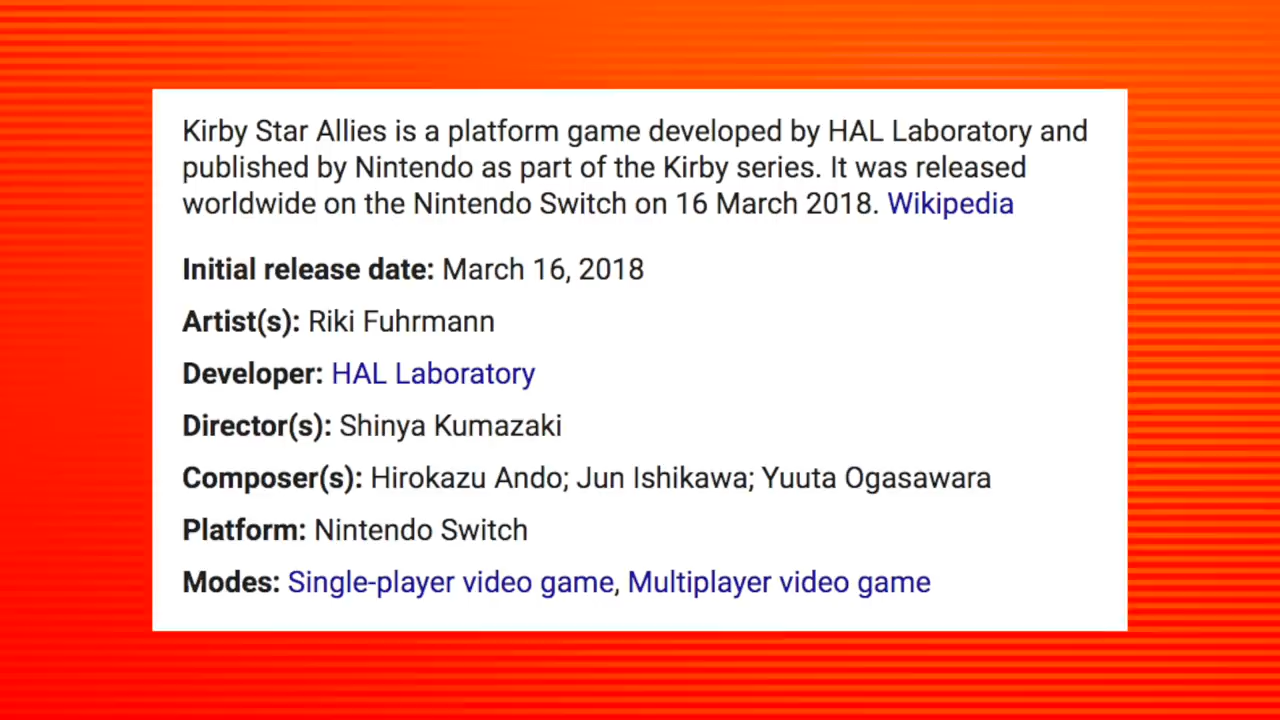 Kirby Star Allies is a platform game developed by HAL Laboratory and
published by Nintendo as part of the Kirby series. It was released
worldwide on the Nintendo Switch on 16 March 2018. Wikipedia
Initial release date: March 16, 2018
Artist(s): Riki Fuhrmann
Developer: HAL Laboratory
Director(s): Shinya Kumazaki
Composer(s): Hirokazu Ando; Jun Ishikawa; Yuuta Ogasawara
Platform: Nintendo Switch
Modes: Single-player video game, Multiplayer video game